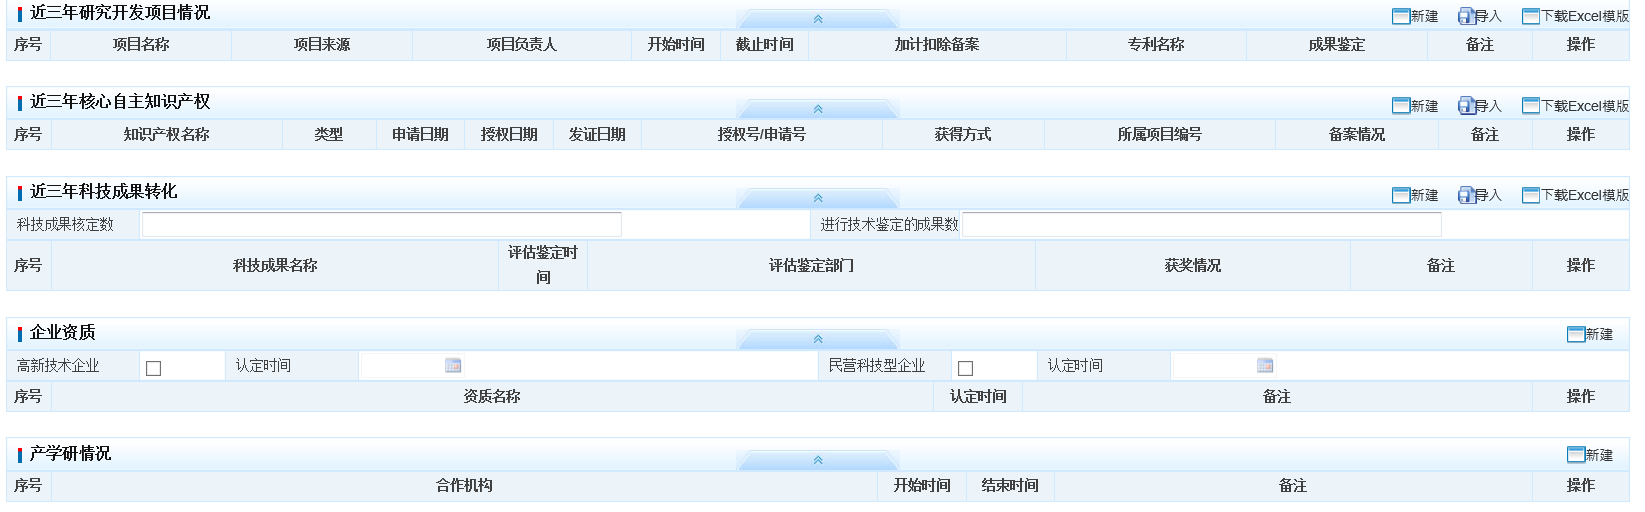 近三年研究开发项目情况 新建 导入 下载Excel模版
序号 项目名称 项目来源 项目负责人 开始时间 截止时间 加计扣除备案 专利名称 成果鉴定 备注 操作
近三年核心自主知识产权 新建 导入 下载Excel模版
序号 知识产权名称 类型 申请日期 授权日期 发证日期 授权号/申请号 获得方式 所属项目编号 备案情况 备注 操作
近三年科技成果转化 新建 导入 下载Excel模版
科技成果核定数 进行技术鉴定的成果数
序号 科技成果名称 评估鉴定时间 评估鉴定部门 获奖情况 备注 操作
企业资质 新建
高新技术企业 认定时间 民营科技型企业 认定时间
序号 资质名称 认定时间 备注 操作
产学研情况 新建
序号 合作机构 开始时间 结束时间 备注 操作